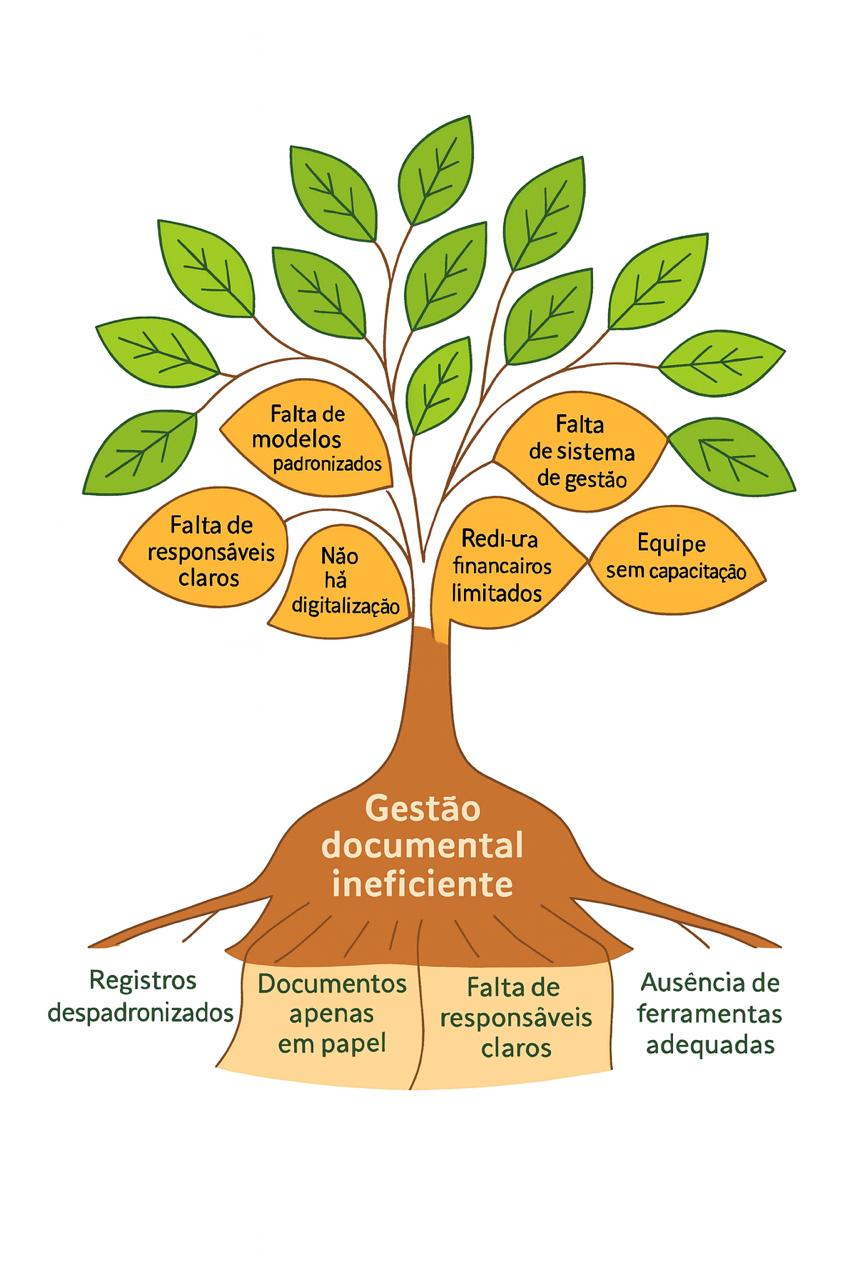 Falta de
modelos
padronizados
Falta
de sistema
de gestão
Falta de
responsáveis
claros
Não
há
digitalização
financairos
limitados
Equipe
sem capacitação
Gestão
documental
ineficiente
Registros
despadronizados
Documentos
apenas
em papel
Falta de
responsâveis
claros
Ausência de
ferramentas
adequadas